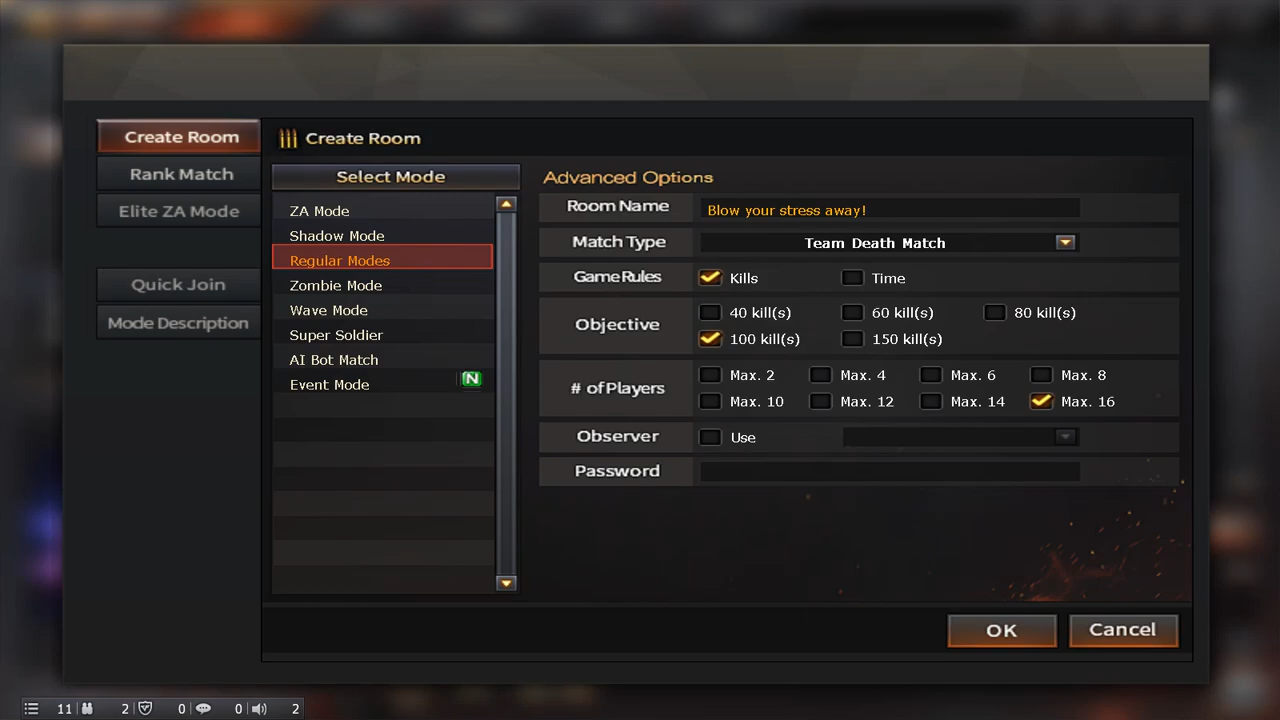 Create Room
Rank Match
Elite ZA Mode
Quick Join
Mode Description
Create Room
Select Mode
ZA Mode
Shadow Mode
Regular Modes
Zombie Mode
Wave Mode
Super Soldier
AI Bot Match
Event Mode N
Advanced Options
Room Name Blow your stress away!
Match Type Team Death Match
Game Rules Kills Time
Objective
40 kill(s) 60 kill(s) 80 kill(s)
100 kill(s) 150 kill(s)
# of Players
Max. 2 Max. 4 Max. 6 Max. 8
Max. 10 Max. 12 Max. 14 Max. 16
Observer Use
Password
OK Cancel
11 2 0 0 2